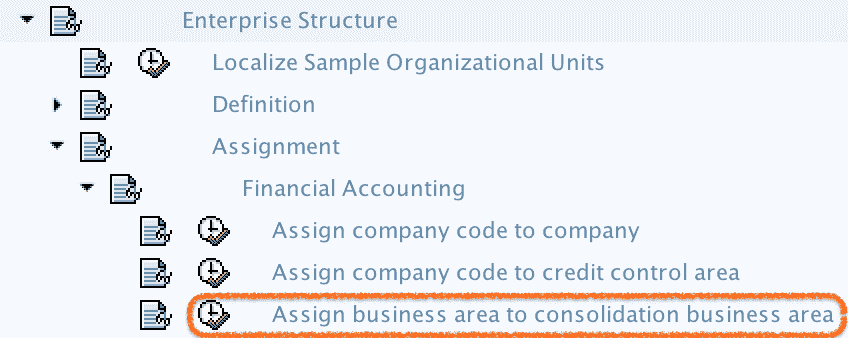 Enterprise Structure
Localize Sample Organizational Units
Definition
Assignment
Financial Accounting
Assign company code to company
Assign company code to credit control area
Assign business area to consolidation business area